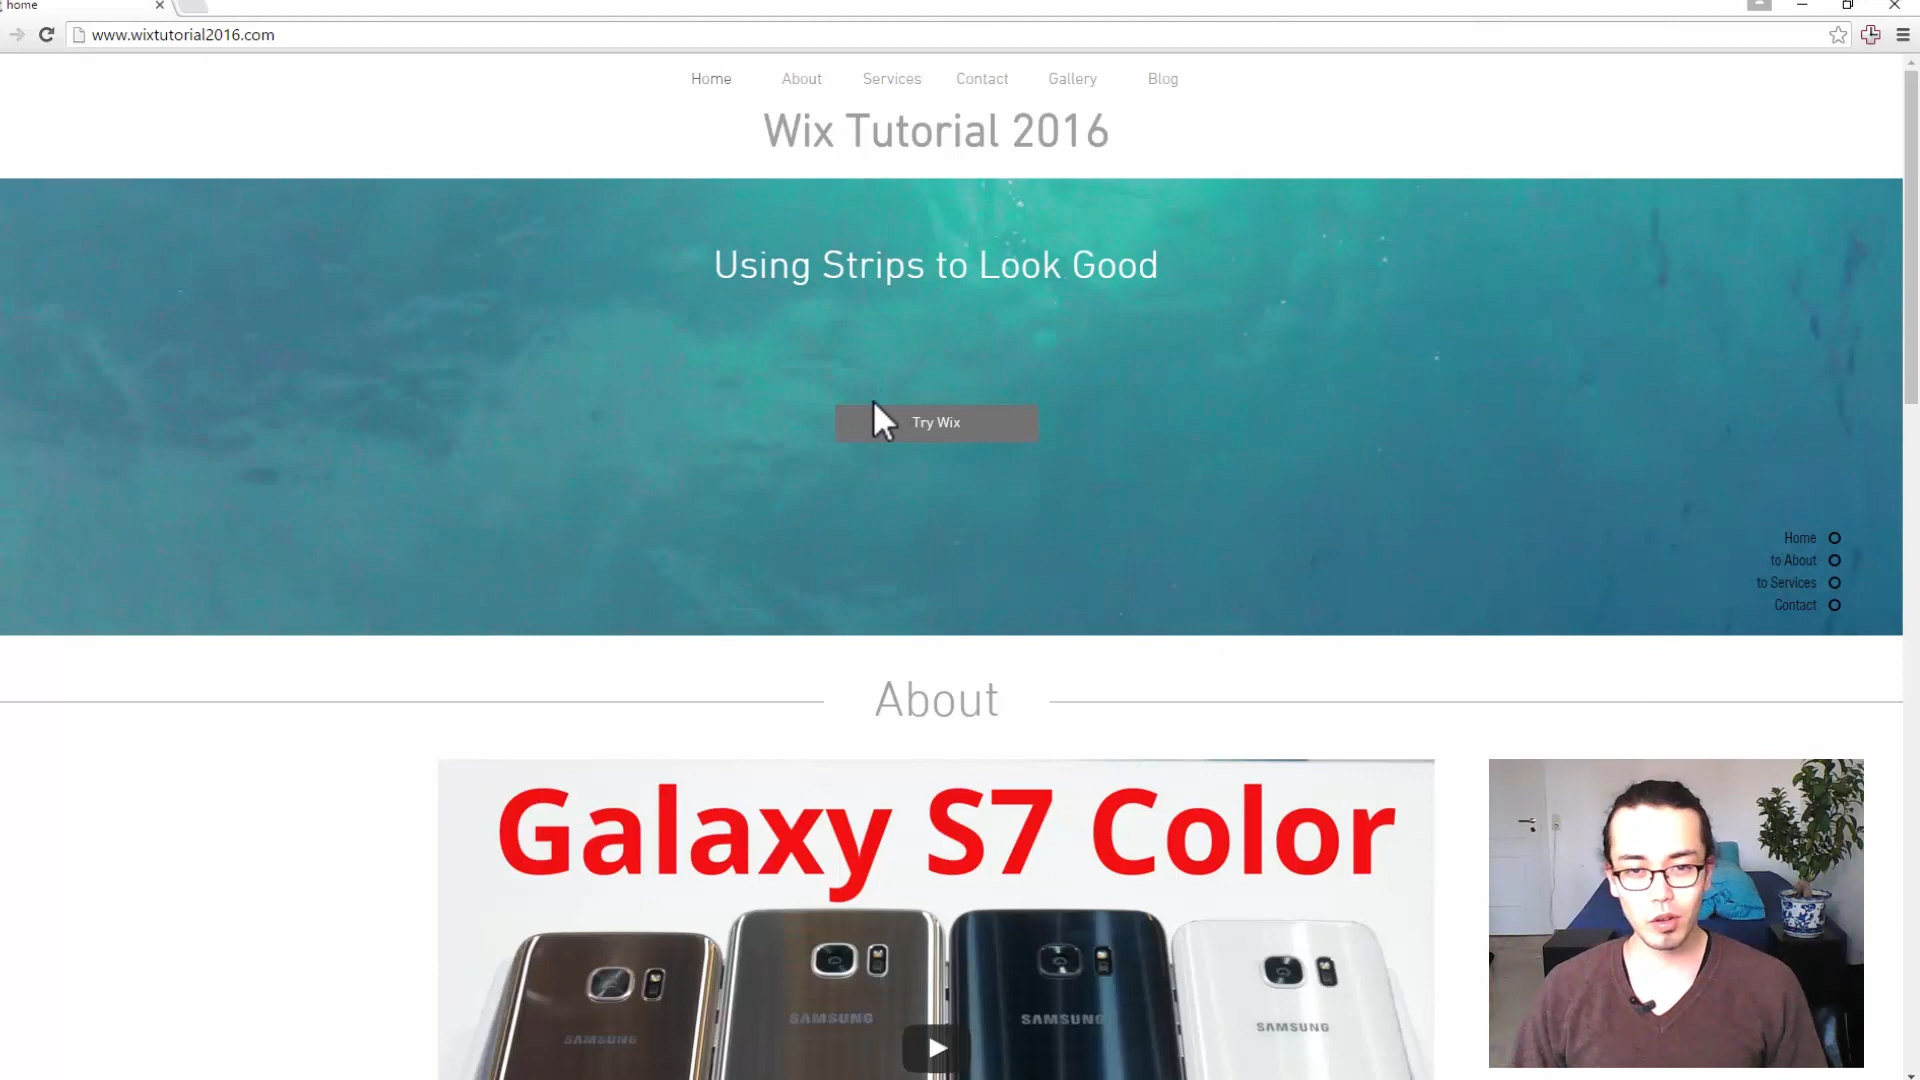 home
www.wixtutorial2016.com
Home About Services Contact Gallery Blog
Wix Tutorial 2016
Using Strips to Look Good
Try Wix
Home
to About
to Services
Contact
About
Galaxy S7 Color
SAMSUNG SAMSUNG SAMSUNG SAMSUNG